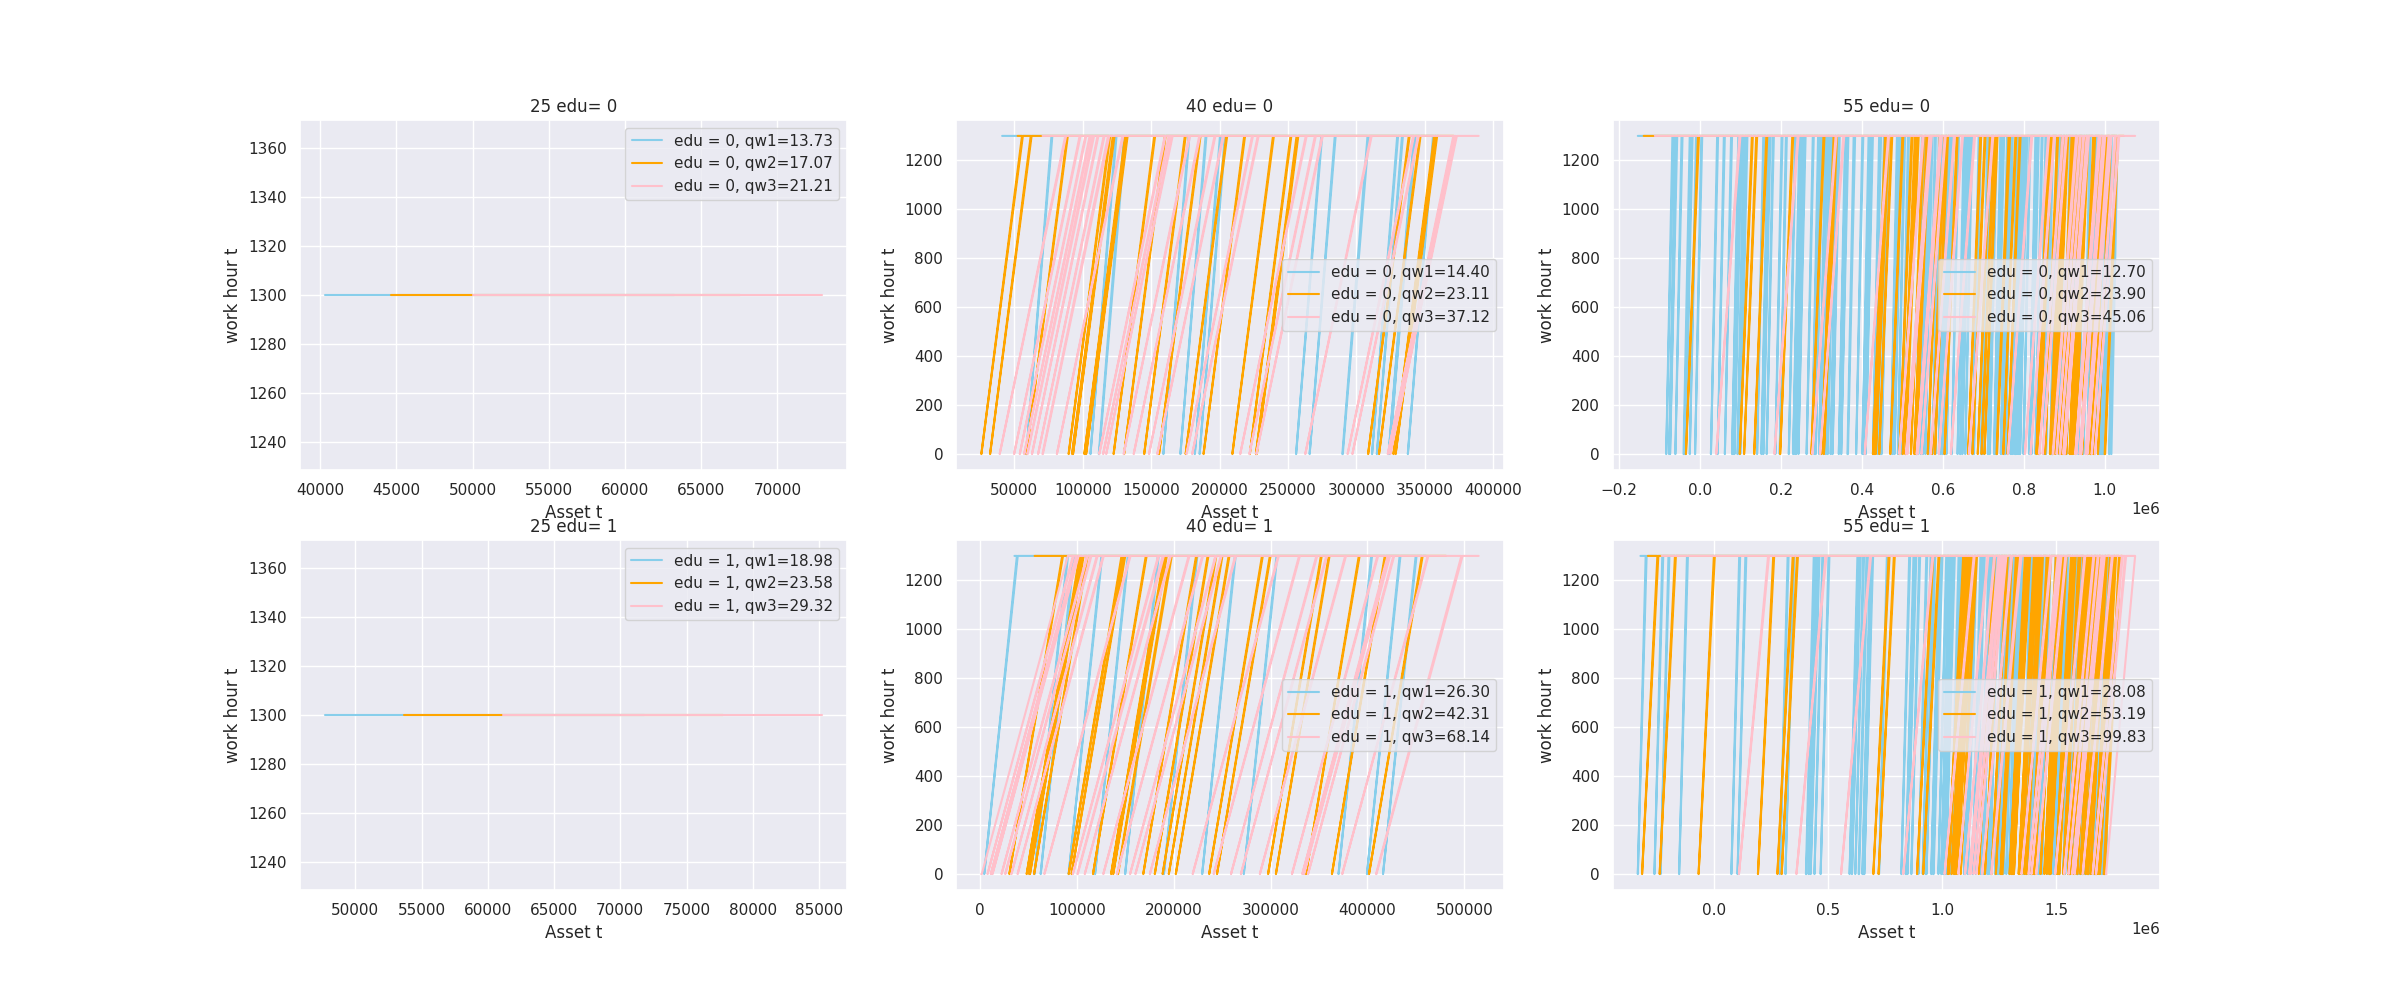 25 edu= 0
work hour t
1360
1340
1320
1300
1280
1260
1240
edu = 0, qw1=13.73
edu = 0, qw2=17.07
edu = 0, qw3=21.21
40000 45000 50000 55000 60000 65000 70000
Asset t
40 edu= 0
work hour t
1200
1000
800
600
400
200
0
edu = 0, qw1=14.40
edu = 0, qw2=23.11
edu = 0, qw3=37.12
50000 100000 150000 200000 250000 300000 350000 400000
Asset t
55 edu= 0
work hour t
1200
1000
800
600
400
200
0
edu = 0, qw1=12.70
edu = 0, qw2=23.90
edu = 0, qw3=45.06
−0.2 0.0 0.2 0.4 0.6 0.8 1.0
1e6
Asset t
25 edu= 1
work hour t
1360
1340
1320
1300
1280
1260
1240
edu = 1, qw1=18.98
edu = 1, qw2=23.58
edu = 1, qw3=29.32
50000 55000 60000 65000 70000 75000 80000 85000
Asset t
40 edu= 1
work hour t
1200
1000
800
600
400
200
0
edu = 1, qw1=26.30
edu = 1, qw2=42.31
edu = 1, qw3=68.14
0 100000 200000 300000 400000 500000
Asset t
55 edu= 1
work hour t
1200
1000
800
600
400
200
0
edu = 1, qw1=28.08
edu = 1, qw2=53.19
edu = 1, qw3=99.83
0.0 0.5 1.0 1.5
1e6
Asset t